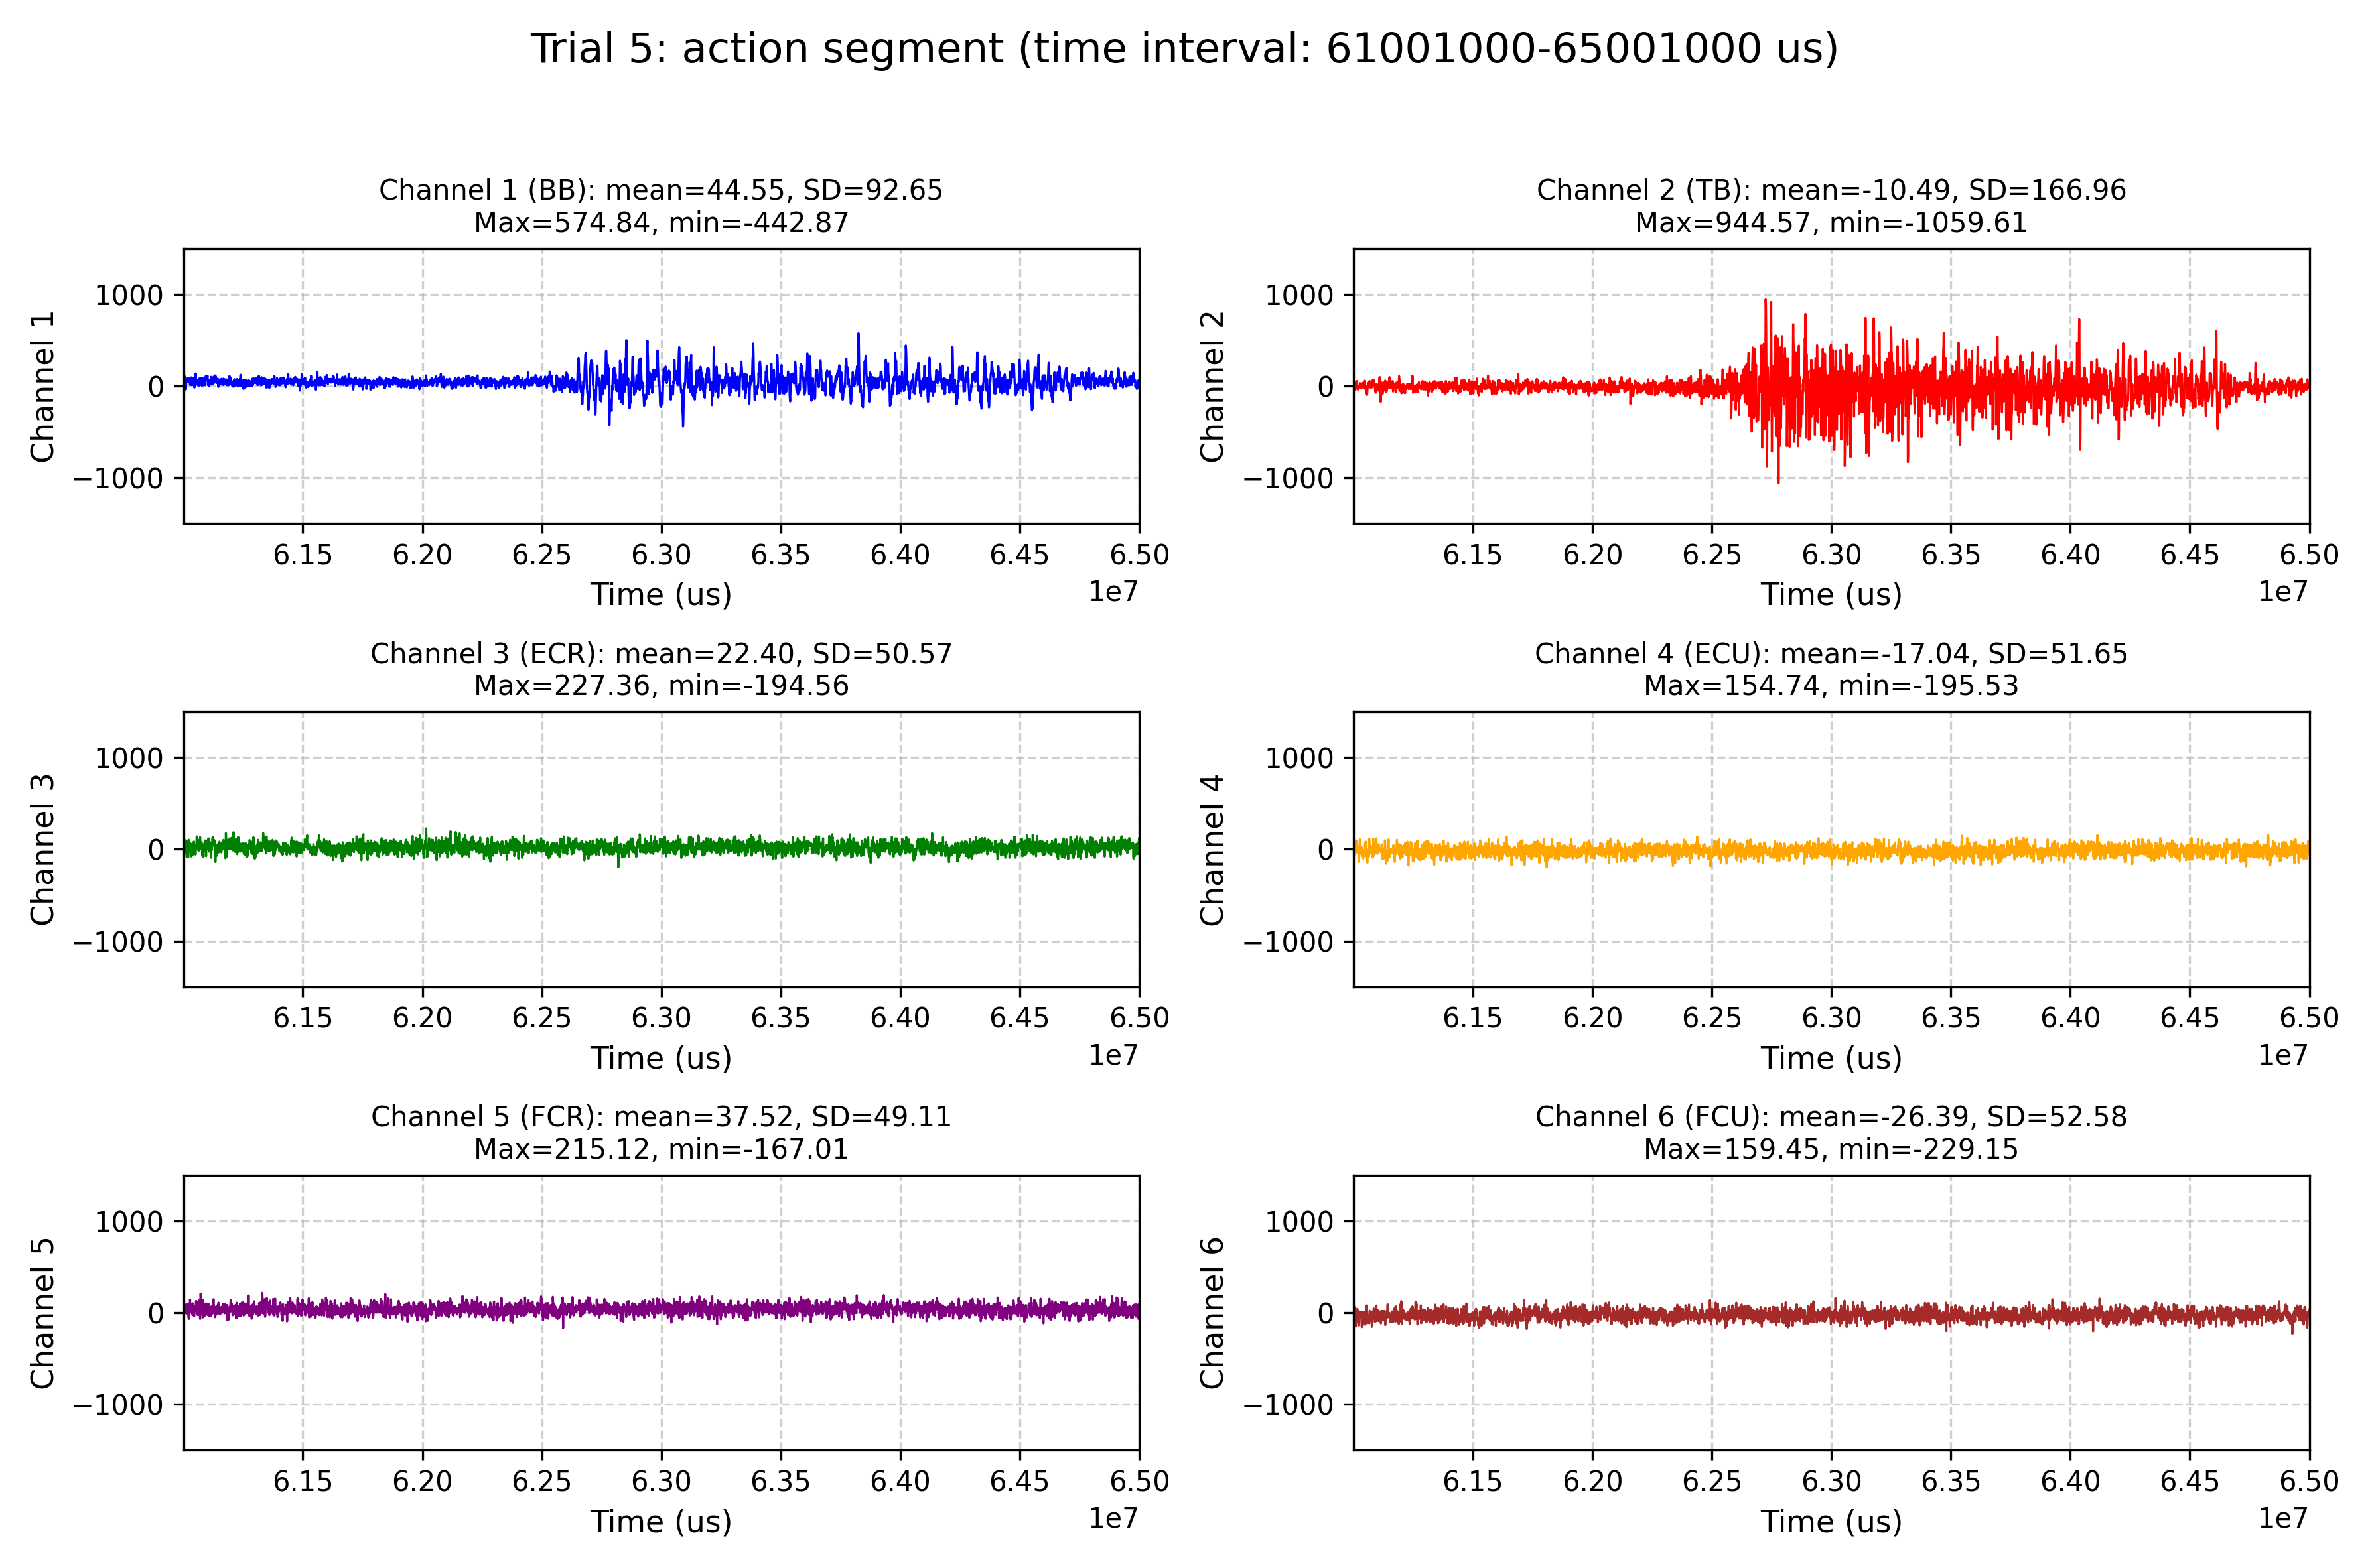 Trial 5: action segment (time interval: 61001000-65001000 us)
Channel 1 (BB): mean=44.55, SD=92.65
Max=574.84, min=-442.87
Channel 1
1000
0
−1000
6.15 6.20 6.25 6.30 6.35 6.40 6.45 6.50
Time (us)
1e7
Channel 2 (TB): mean=-10.49, SD=166.96
Max=944.57, min=-1059.61
Channel 2
1000
0
−1000
6.15 6.20 6.25 6.30 6.35 6.40 6.45 6.50
Time (us)
1e7
Channel 3 (ECR): mean=22.40, SD=50.57
Max=227.36, min=-194.56
Channel 3
1000
0
−1000
6.15 6.20 6.25 6.30 6.35 6.40 6.45 6.50
Time (us)
1e7
Channel 4 (ECU): mean=-17.04, SD=51.65
Max=154.74, min=-195.53
Channel 4
1000
0
−1000
6.15 6.20 6.25 6.30 6.35 6.40 6.45 6.50
Time (us)
1e7
Channel 5 (FCR): mean=37.52, SD=49.11
Max=215.12, min=-167.01
Channel 5
1000
0
−1000
6.15 6.20 6.25 6.30 6.35 6.40 6.45 6.50
Time (us)
1e7
Channel 6 (FCU): mean=-26.39, SD=52.58
Max=159.45, min=-229.15
Channel 6
1000
0
−1000
6.15 6.20 6.25 6.30 6.35 6.40 6.45 6.50
Time (us)
1e7